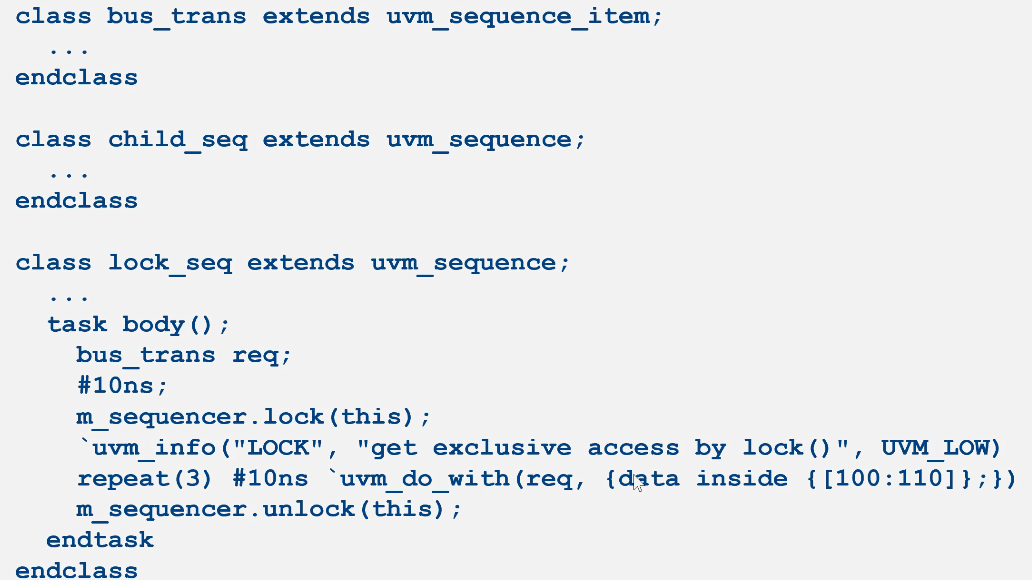 class bus_trans extends uvm_sequence_item;
...
endclass
class child_seq extends uvm_sequence;
...
endclass
class lock_seq extends uvm_sequence;
...
task body();
bus_trans req;
#10ns;
m_sequencer.lock(this);
`uvm_info("LOCK", "get exclusive access by lock()", UVM_LOW)
repeat(3) #10ns `uvm_do_with(req, {data inside {[100:110]};})
m_sequencer.unlock(this);
endtask
endclass